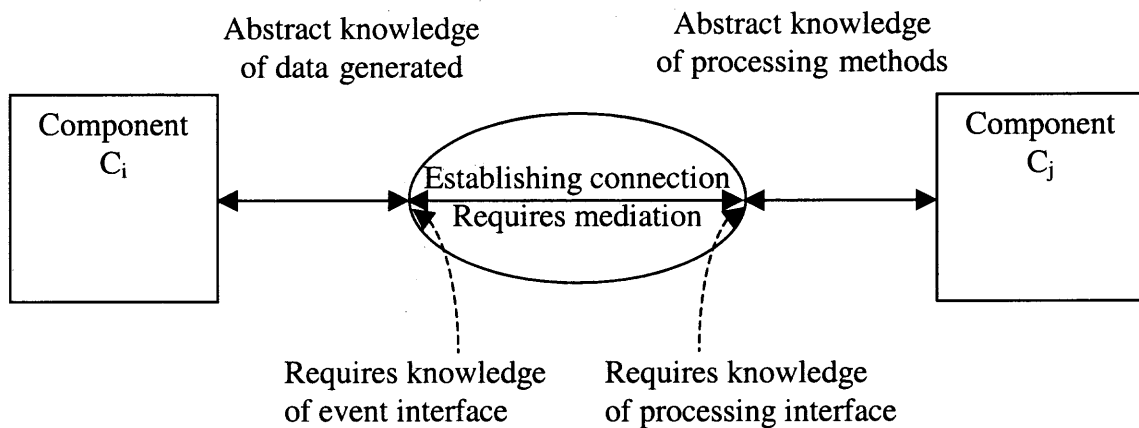 Abstract knowledge
of data generated
Abstract knowledge
of processing methods
Component
Cᵢ
Establishing connection
Requires mediation
Component
Cⱼ
Requires knowledge
of event interface
Requires knowledge
of processing interface